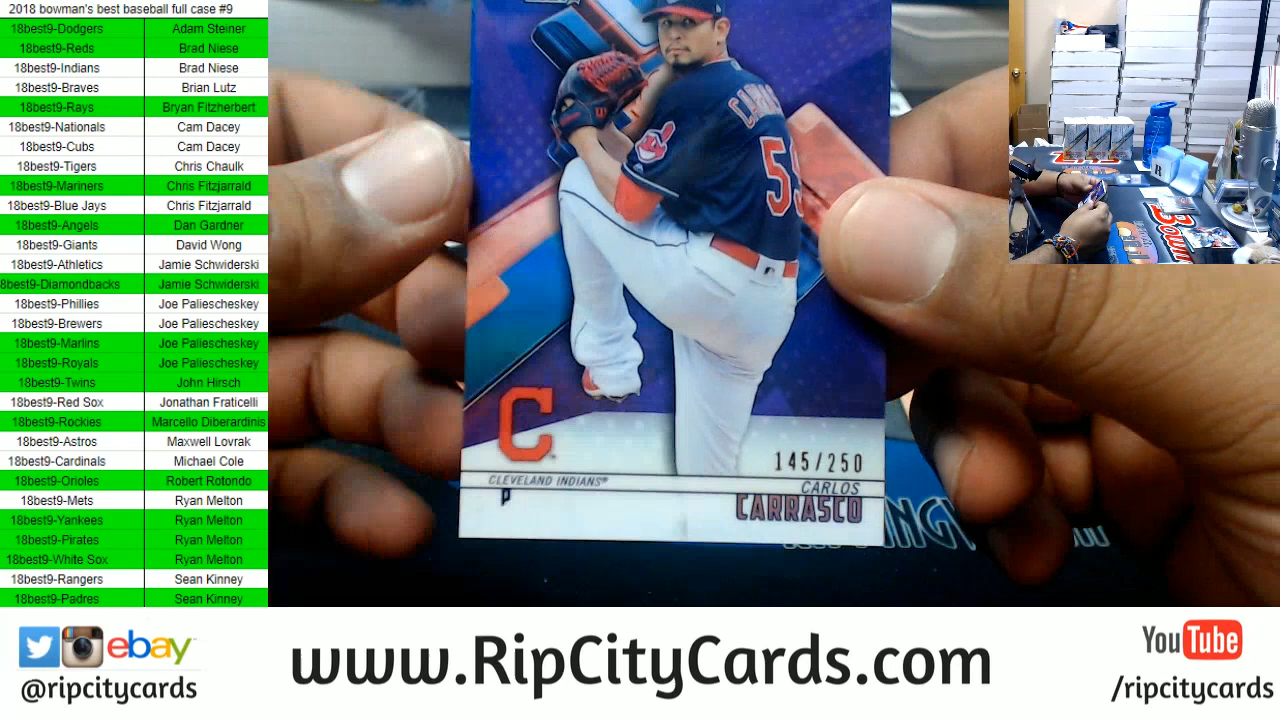 2018 bowman's best baseball full case #9
18best9-Dodgers Adam Steiner
18best9-Reds Brad Niese
18best9-Indians Brad Niese
18best9-Braves Brian Lutz
18best9-Rays Bryan Fitzherbert
18best9-Nationals Cam Dacey
18best9-Cubs Cam Dacey
18best9-Tigers Chris Chaulk
18best9-Mariners Chris Fitzjarrald
18best9-Blue Jays Chris Fitzjarrald
18best9-Angels Dan Gardner
18best9-Giants David Wong
18best9-Athletics Jamie Schwiderski
8best9-Diamondbacks Jamie Schwiderski
18best9-Phillies Joe Paliescheskey
18best9-Brewers Joe Paliescheskey
18best9-Marlins Joe Paliescheskey
18best9-Royals Joe Paliescheskey
18best9-Twins John Hirsch
18best9-Red Sox Jonathan Fraticelli
18best9-Rockies Marcello Diberardinis
18best9-Astros Maxwell Lovrak
18best9-Cardinals Michael Cole
18best9-Orioles Robert Rotondo
18best9-Mets Ryan Melton
18best9-Yankees Ryan Melton
18best9-Pirates Ryan Melton
18best9-White Sox Ryan Melton
18best9-Rangers Sean Kinney
18best9-Padres Sean Kinney
59
C
145/250
CLEVELAND INDIANS®
CARLOS
P
CARRASCO
ebay
@ripcitycards
www.RipCityCards.com
You Tube
/ripcitycards